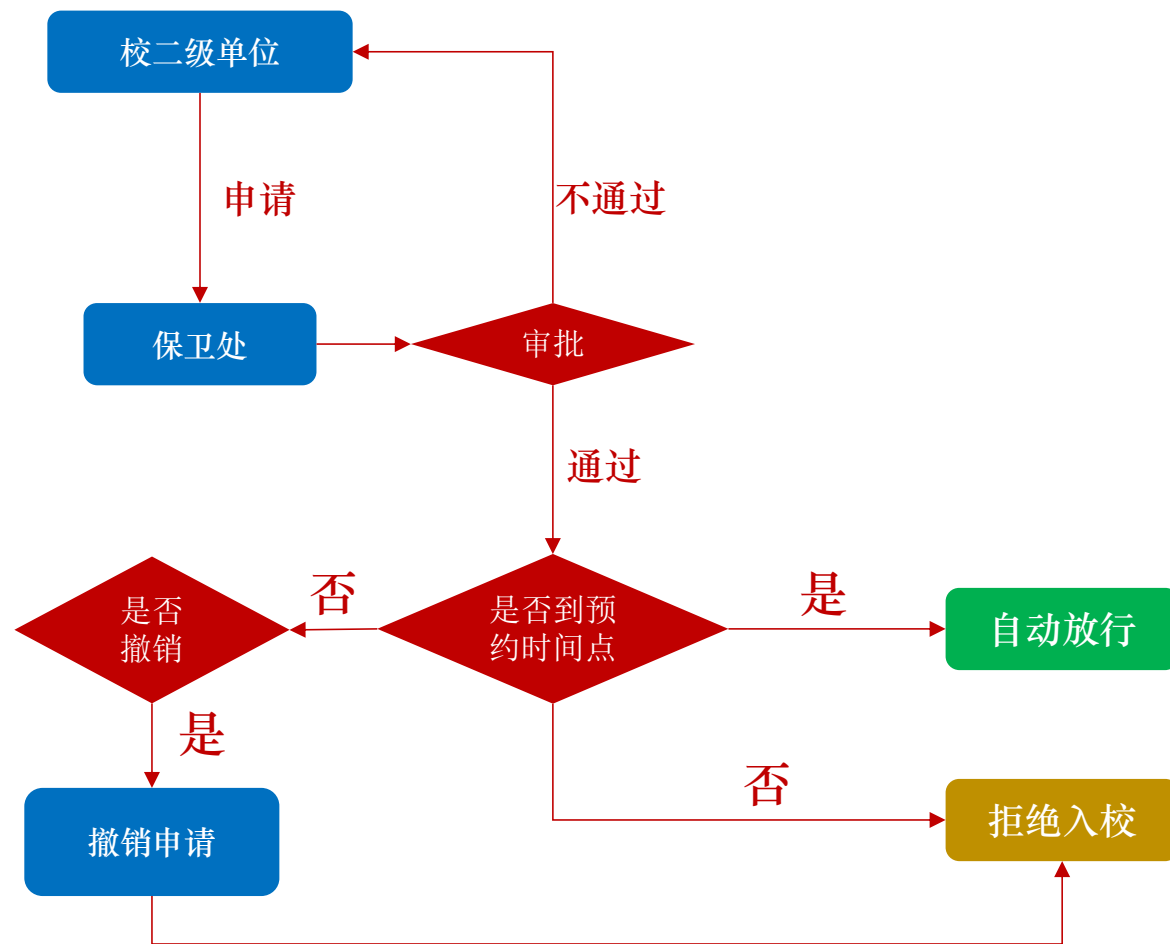 校二级单位
申请
不通过
保卫处
审批
通过
是否
撤销
否
是否到预
约时间点
是
自动放行
是
否
撤销申请
拒绝入校